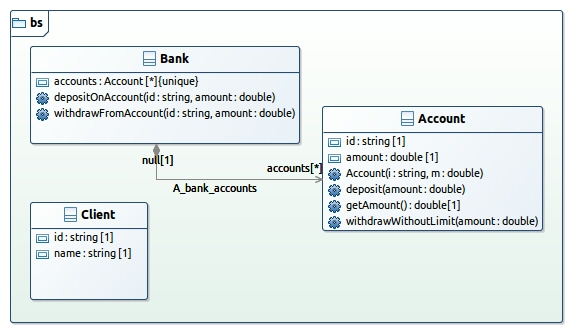 bs
Bank
accounts : Account [*]{unique}
depositOnAccount(id : string, amount : double)
withdrawFromAccount(id : string, amount : double)
null[1]
accounts[*]
A_bank_accounts
Account
id : string [1]
amount : double [1]
Account(i : string, m : double)
deposit(amount : double)
getAmount() : double[1]
withdrawWithoutLimit(amount : double)
Client
id : string [1]
name : string [1]